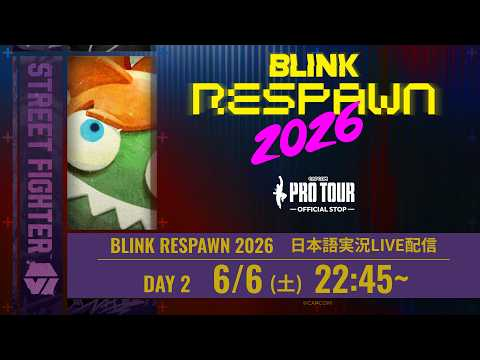 STREET FIGHTER
BLINK
RESPAWN
2026
CAPCOM
PRO TOUR
OFFICIAL STOP
BLINK RESPAWN 2026 日本語実況LIVE配信
DAY 2 6/6 (土) 22:45~
©CAPCOM